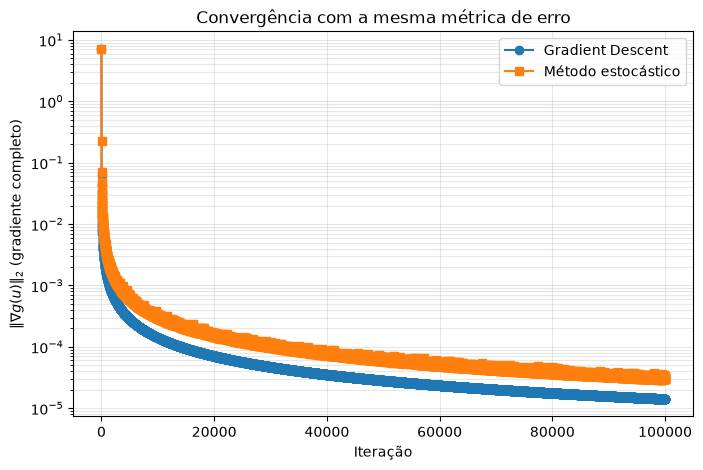 Convergência com a mesma métrica de erro
Gradient Descent
Método estocástico
‖∇g(u)‖₂ (gradiente completo)
10¹
10⁰
10⁻¹
10⁻²
10⁻³
10⁻⁴
10⁻⁵
0 20000 40000 60000 80000 100000
Iteração